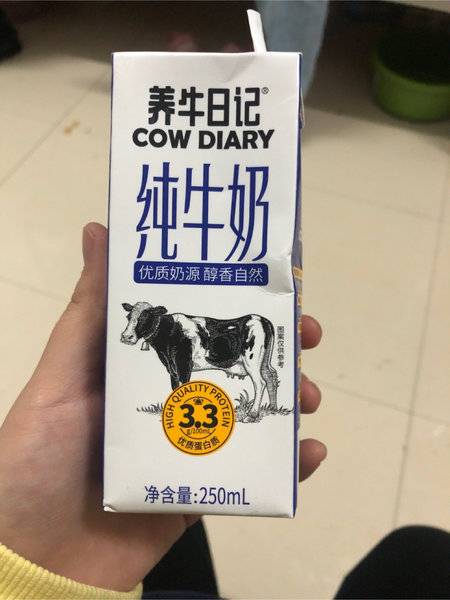 养牛日记®
COW DIARY
纯牛奶
优质奶源 醇香自然
图案仅供参考
HIGH QUALITY PROTEIN
3.3
g/100mL
优质蛋白质
净含量:250mL